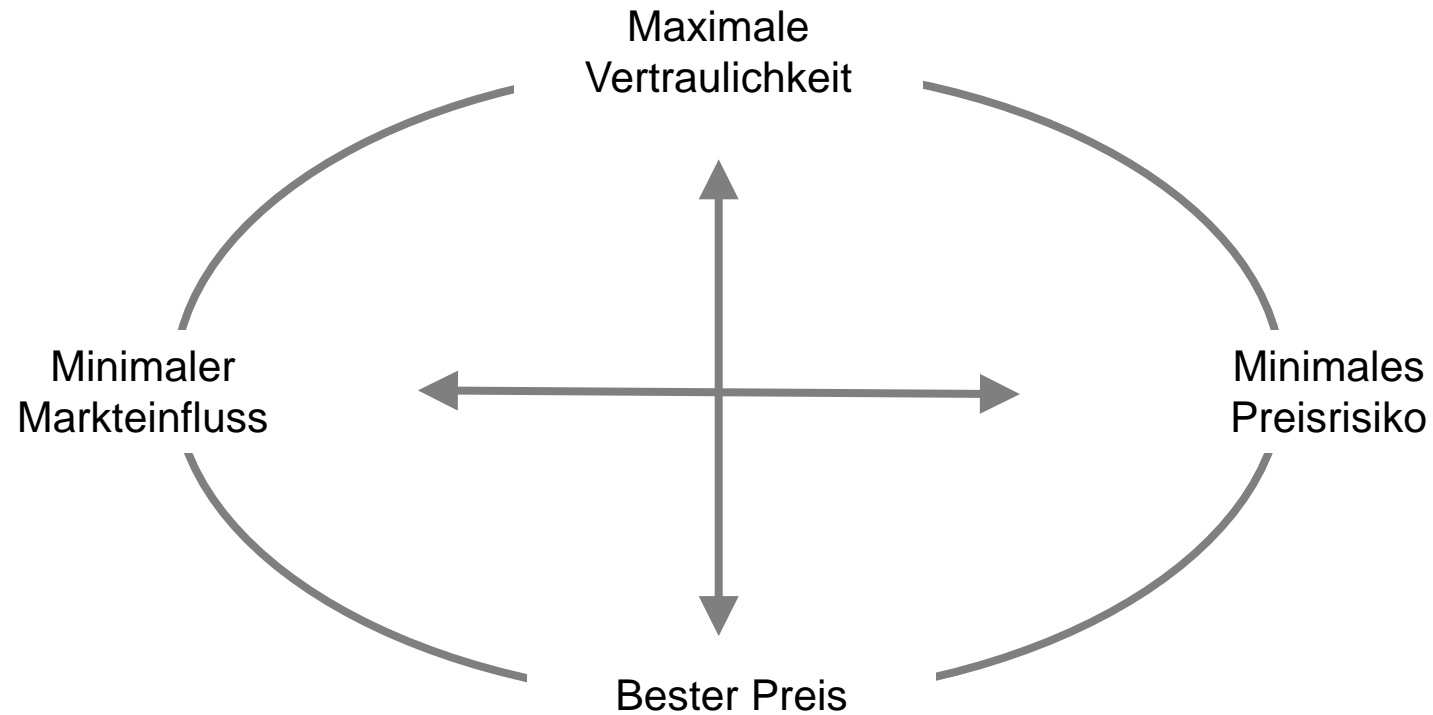 Maximale
Vertraulichkeit
Minimaler
Markteinfluss
Minimales
Preisrisiko
Bester Preis